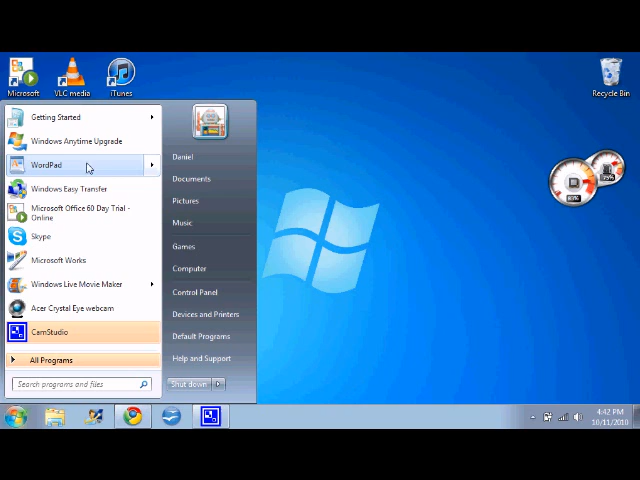 Microsoft
VLC media
iTunes
Recycle Bin
Getting Started
Windows Anytime Upgrade
WordPad
Windows Easy Transfer
Microsoft Office 60 Day Trial -
Online
Skype
Microsoft Works
Windows Live Movie Maker
Acer Crystal Eye webcam
CamStudio
All Programs
Search programs and files
Daniel
Documents
Pictures
Music
Games
Computer
Control Panel
Devices and Printers
Default Programs
Help and Support
Shut down
75%
4:42 PM
10/11/2010